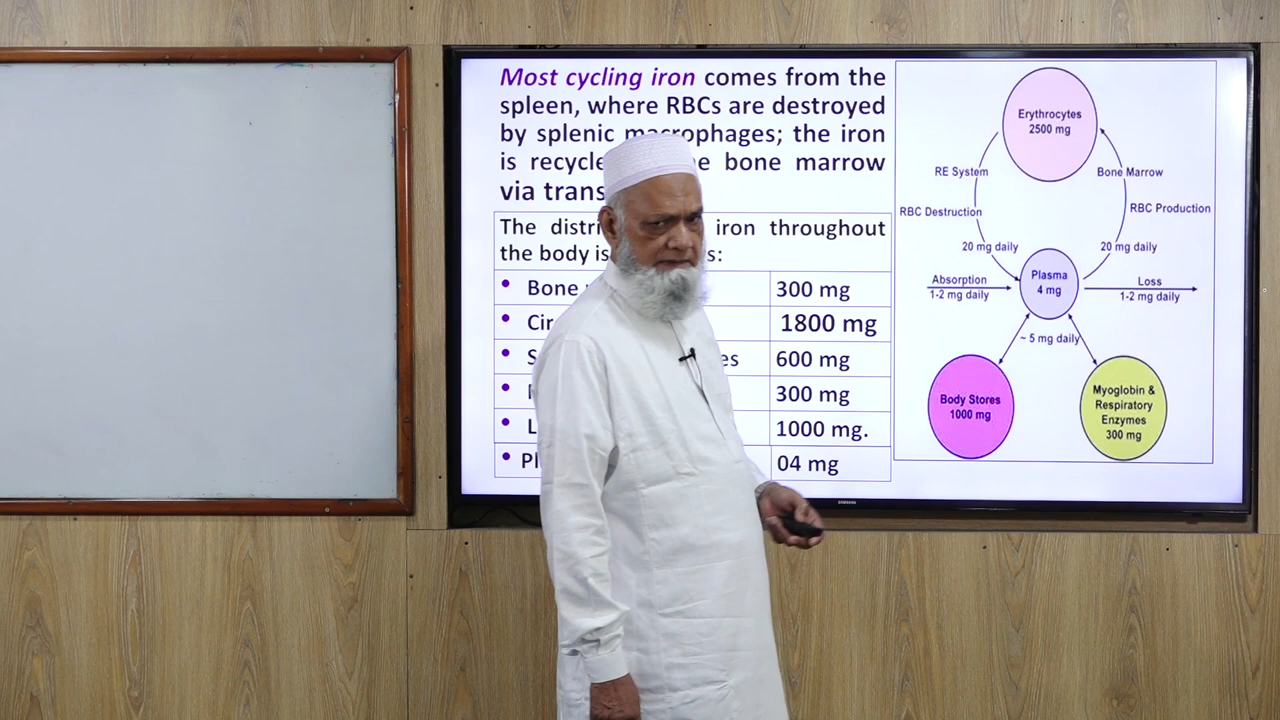 Most cycling iron comes from the
spleen, where RBCs are destroyed
by splenic macrophages; the iron
is recycle bone marrow
via trans
The distri iron throughout
the body is s:
• Bone 300 mg
• Cir 1800 mg
• es 600 mg
• 300 mg
• 1000 mg.
• Pl 04 mg
Erythrocytes
2500 mg
RE System
Bone Marrow
RBC Destruction
RBC Production
20 mg daily
20 mg daily
Absorption
1-2 mg daily
Plasma
4 mg
Loss
1-2 mg daily
~ 5 mg daily
Body Stores
1000 mg
Myoglobin &
Respiratory
Enzymes
300 mg
SAMSUNG